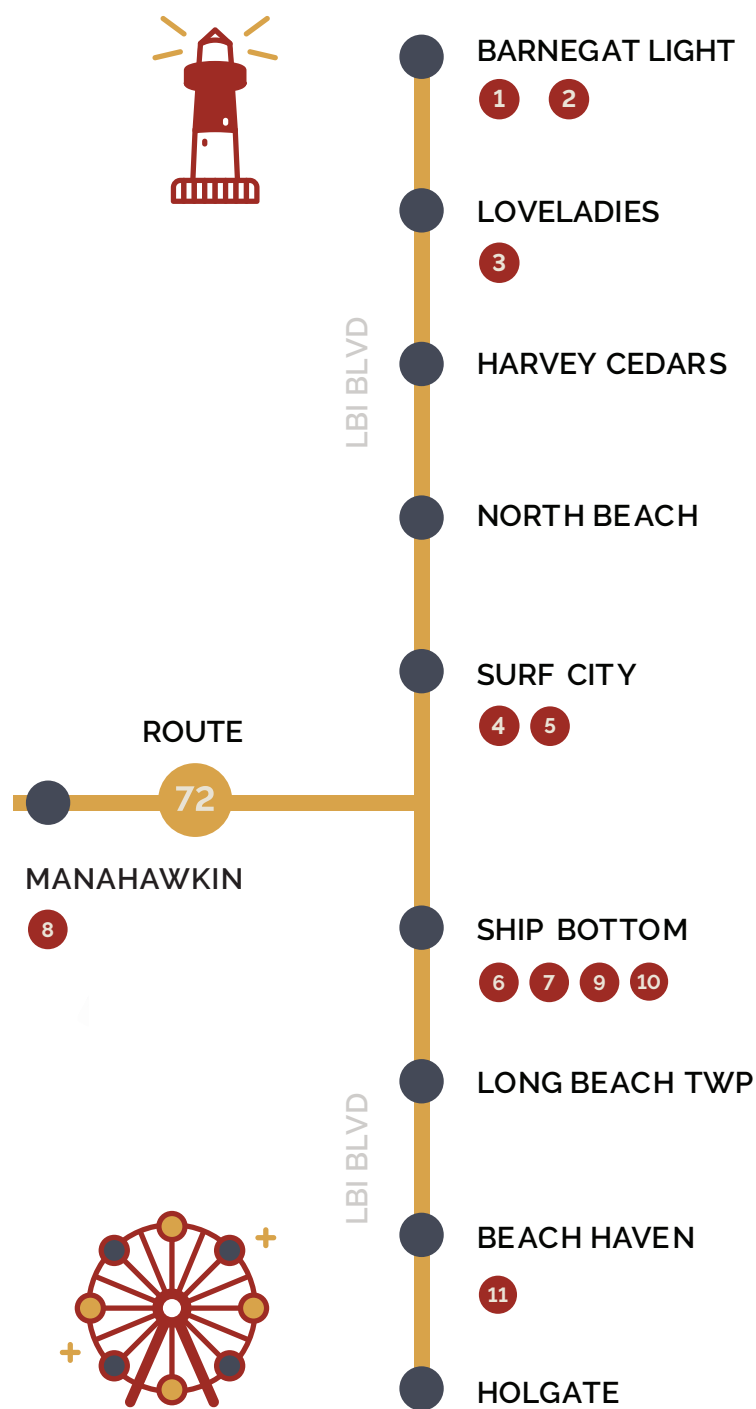 BARNEGAT LIGHT
1 2
LOVELADIES
3
LBI BLVD
HARVEY CEDARS
NORTH BEACH
SURF CITY
4 5
ROUTE
72
MANAHAWKIN
8
SHIP BOTTOM
6 7 9 10
LONG BEACH TWP
LBI BLVD
BEACH HAVEN
11
HOLGATE